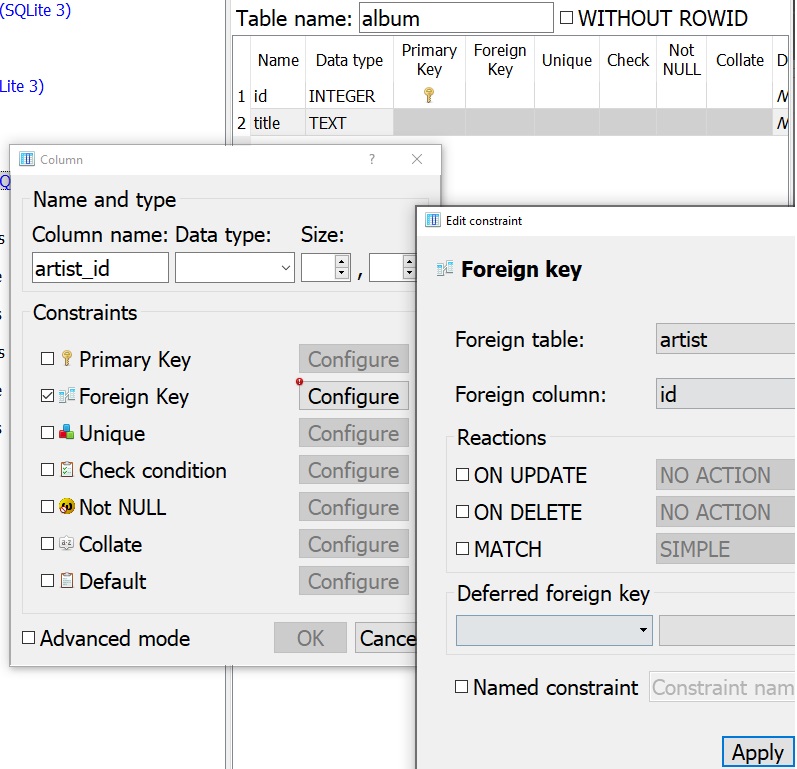 (SQLite 3)
Lite 3)
Table name: album WITHOUT ROWID
Name Data type Primary Key Foreign Key Unique Check Not NULL Collate D
1 id INTEGER
2 title TEXT
Column ?
Name and type
Column name: Data type: Size:
artist_id ,
Constraints
Primary Key Configure
Foreign Key Configure
Unique Configure
Check condition Configure
Not NULL Configure
Collate Configure
Default Configure
Advanced mode OK Cance
Edit constraint
Foreign key
Foreign table: artist
Foreign column: id
Reactions
ON UPDATE NO ACTION
ON DELETE NO ACTION
MATCH SIMPLE
Deferred foreign key
Named constraint Constraint nam
Apply